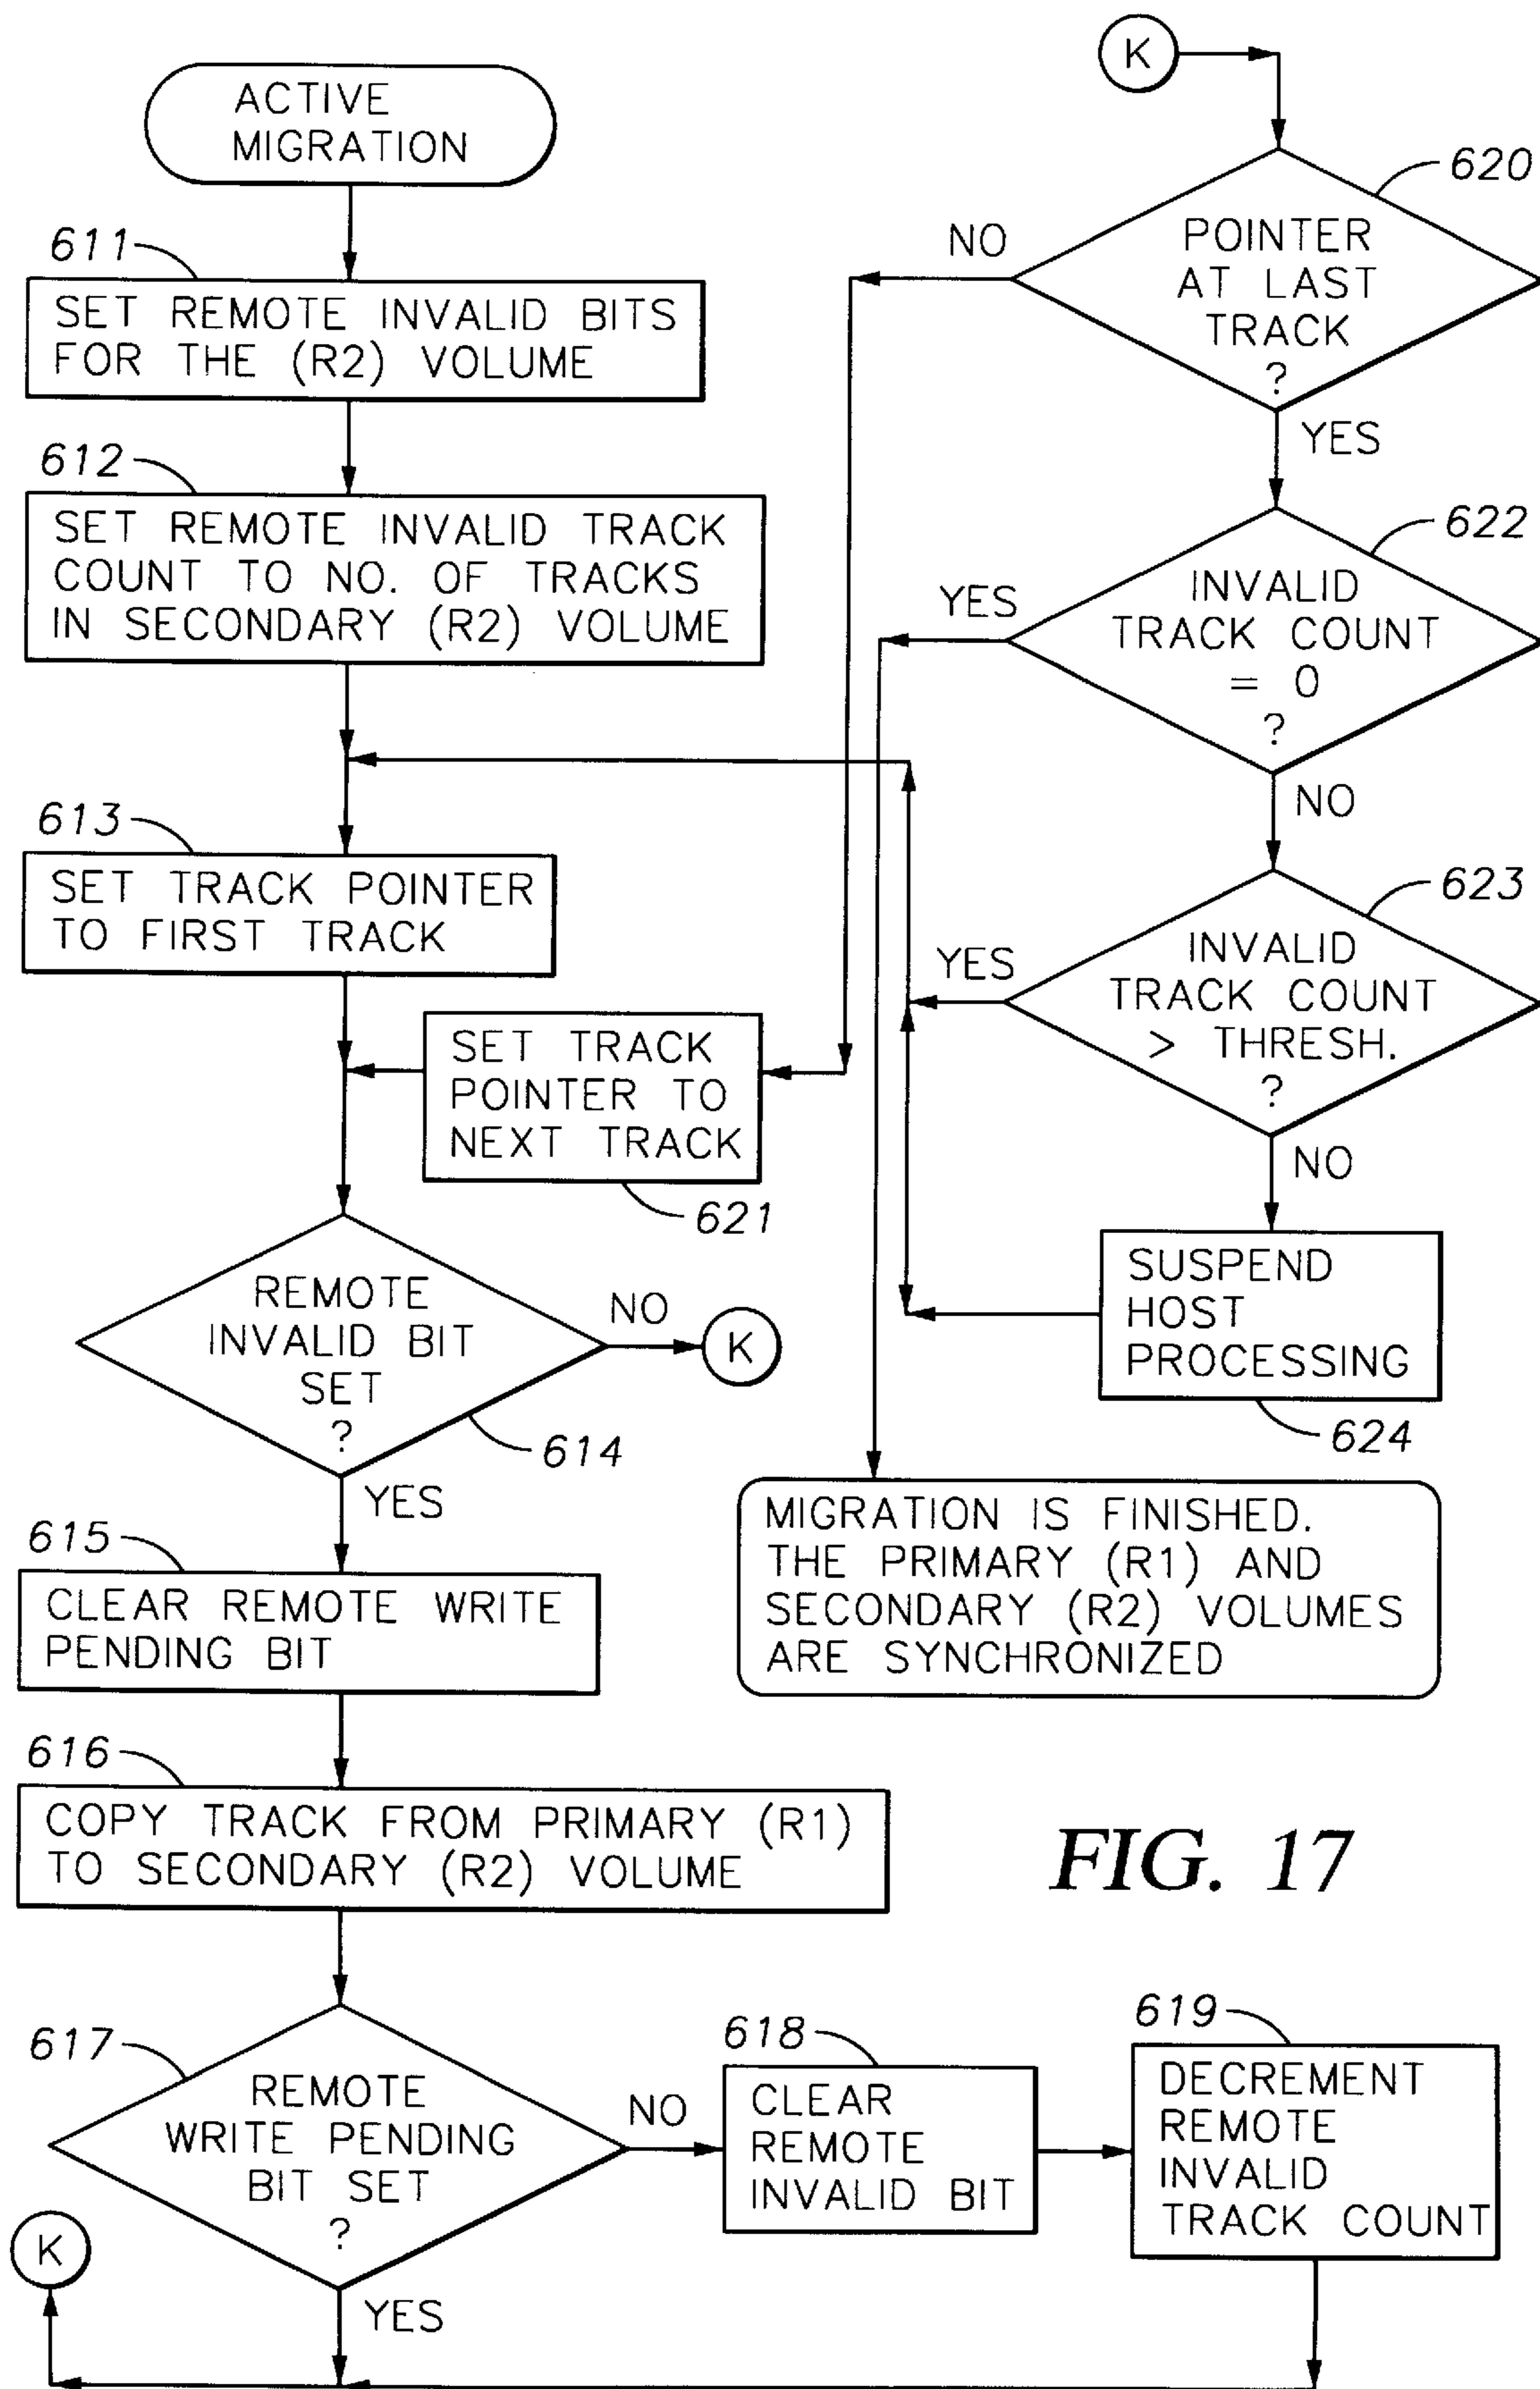 ACTIVE
MIGRATION
611
SET REMOTE INVALID BITS
FOR THE (R2) VOLUME
612
SET REMOTE INVALID TRACK
COUNT TO NO. OF TRACKS
IN SECONDARY (R2) VOLUME
613
SET TRACK POINTER
TO FIRST TRACK
SET TRACK
POINTER TO
NEXT TRACK
621
REMOTE
INVALID BIT
SET
?
614
NO
K
YES
615
CLEAR REMOTE WRITE
PENDING BIT
616
COPY TRACK FROM PRIMARY (R1)
TO SECONDARY (R2) VOLUME
617
REMOTE
WRITE PENDING
BIT SET
?
NO
618
CLEAR
REMOTE
INVALID BIT
619
DECREMENT
REMOTE
INVALID
TRACK COUNT
YES
K
K
620
POINTER
AT LAST
TRACK
?
NO
YES
622
INVALID
TRACK COUNT
= 0
?
YES
NO
623
INVALID
TRACK COUNT
> THRESH.
?
YES
NO
SUSPEND
HOST
PROCESSING
624
MIGRATION IS FINISHED.
THE PRIMARY (R1) AND
SECONDARY (R2) VOLUMES
ARE SYNCHRONIZED
FIG. 17